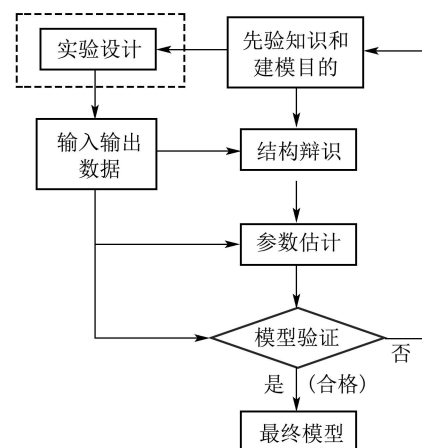 实验设计
先验知识和
建模目的
输入输出
数据
结构辩识
参数估计
模型验证
否
是 (合格)
最终模型